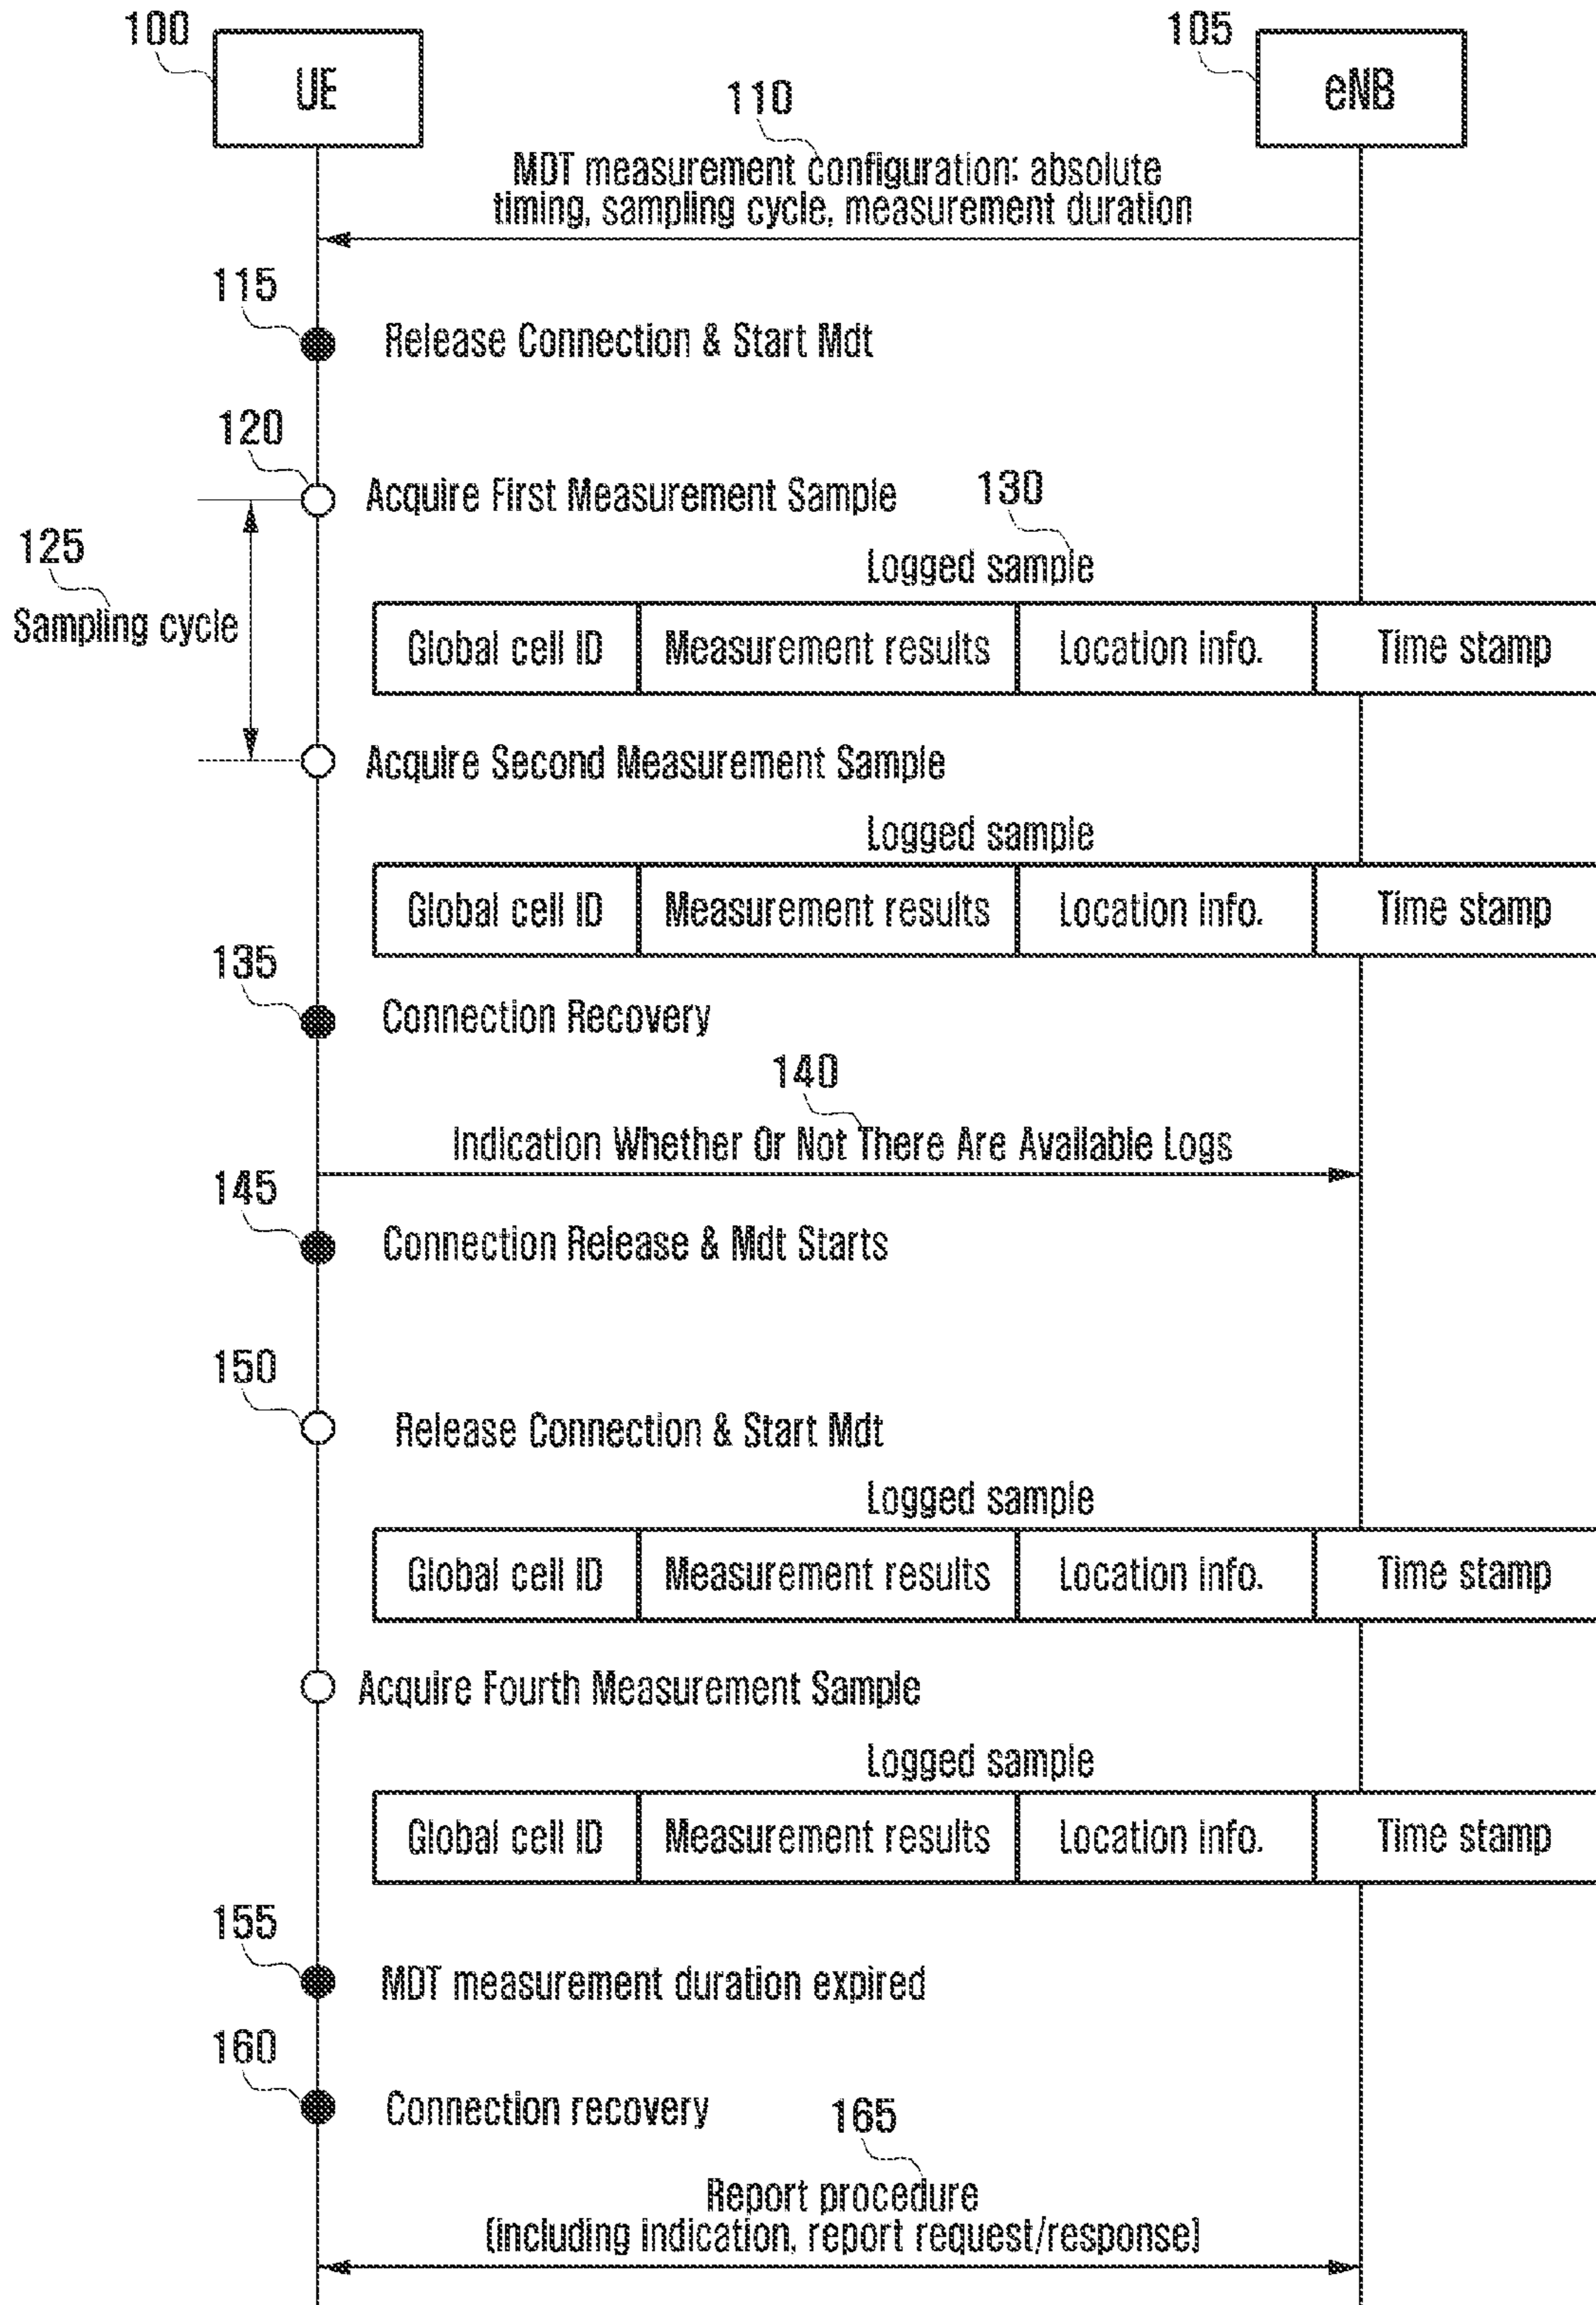 100
UE
105
eNB
110
MDT measurement configuration: absolute
timing, sampling cycle, measurement duration
115
Release Connection & Start Mdt
120
Acquire First Measurement Sample
130
125
Sampling cycle
Logged sample
Global cell ID
Measurement results
Location info.
Time stamp
Acquire Second Measurement Sample
Logged sample
Global cell ID
Measurement results
Location info.
Time stamp
135
Connection Recovery
140
Indication Whether Or Not There Are Available Logs
145
Connection Release & Mdt Starts
150
Release Connection & Start Mdt
Logged sample
Global cell ID
Measurement results
Location info.
Time stamp
Acquire Fourth Measurement Sample
Logged sample
Global cell ID
Measurement results
Location info.
Time stamp
155
MDT measurement duration expired
160
Connection recovery
165
Report procedure
(including indication, report request/response)